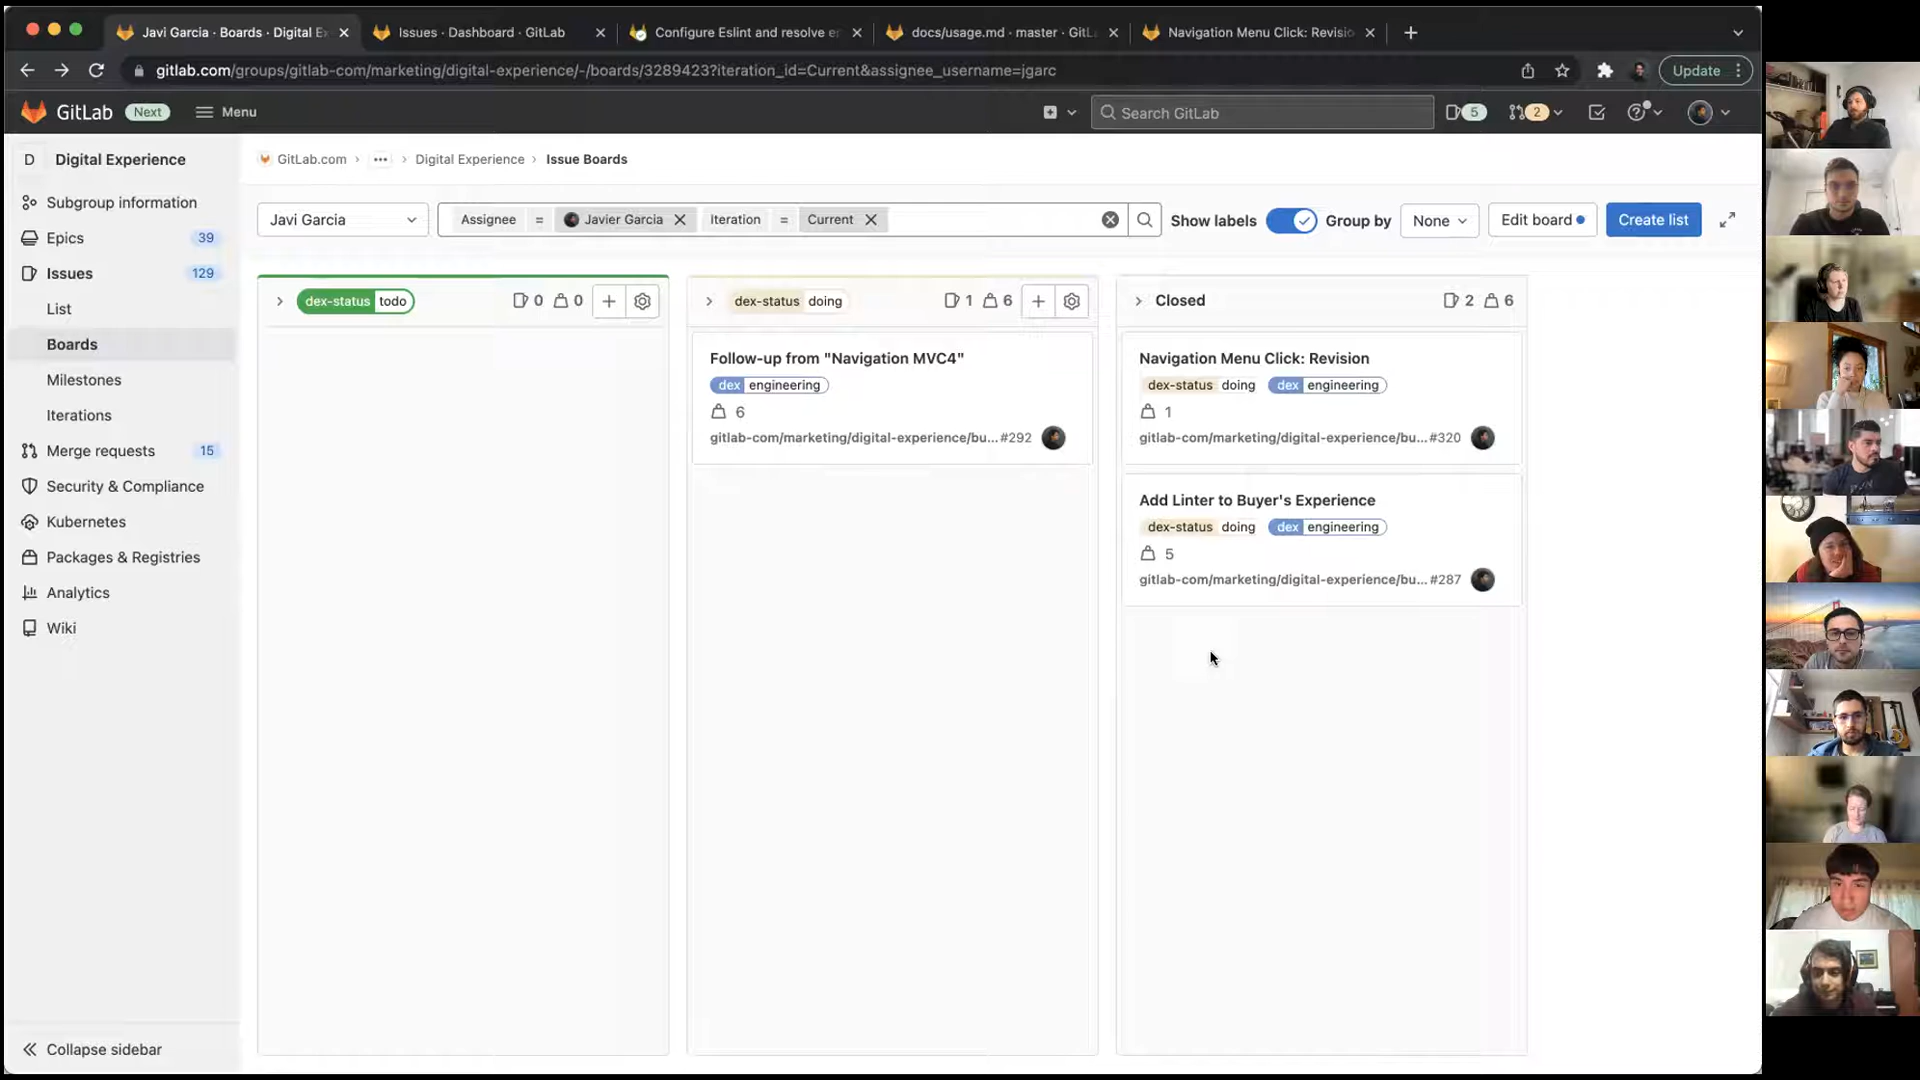 Javi Garcia · Boards · Digital E
Issues · Dashboard · GitLab
Configure Eslint and resolve er
docs/usage.md · master · GitL
Navigation Menu Click: Revisio
gitlab.com/groups/gitlab-com/marketing/digital-experience/-/boards/3289423?iteration_id=Current&assignee_username=jgarc
Update
GitLab
Next
Menu
Search GitLab
5
2
D Digital Experience
Subgroup information
Epics 39
Issues 129
List
Boards
Milestones
Iterations
Merge requests 15
Security & Compliance
Kubernetes
Packages & Registries
Analytics
Wiki
Collapse sidebar
GitLab.com › ••• › Digital Experience › Issue Boards
Javi Garcia
Assignee = Javier Garcia Iteration = Current
Show labels
Group by
None
Edit board
Create list
dex-status todo 0 0
dex-status doing 1 6
Follow-up from "Navigation MVC4"
dex engineering
6
gitlab-com/marketing/digital-experience/bu...#292
Closed 2 6
Navigation Menu Click: Revision
dex-status doing dex engineering
1
gitlab-com/marketing/digital-experience/bu...#320
Add Linter to Buyer's Experience
dex-status doing dex engineering
5
gitlab-com/marketing/digital-experience/bu...#287